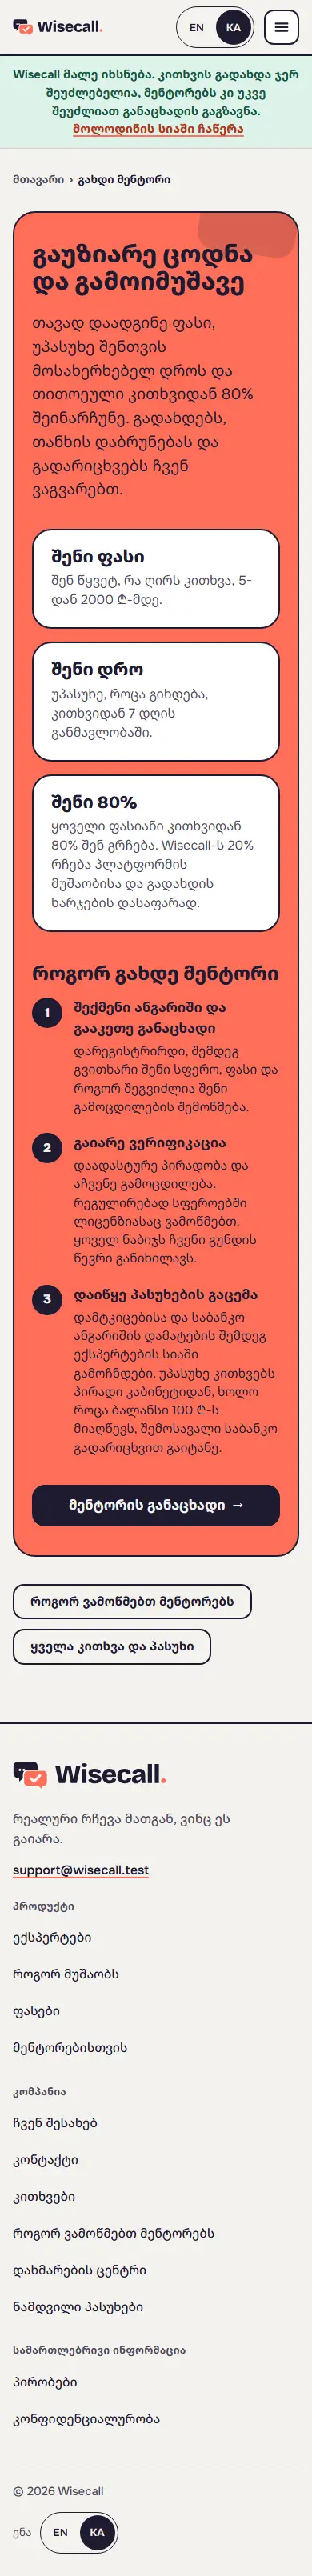 Wisecall.
EN KA
Wisecall მალე იხსნება. კითხვის გადახდა ჯერ
შეუძლებელია, მენტორებს კი უკვე
შეუძლიათ განაცხადის გაგზავნა.
მოლოდინის სიაში ჩაწერა
მთავარი › გახდი მენტორი
გაუზიარე ცოდნა
და გამოიმუშავე
თავად დაადგინე ფასი,
უპასუხე შენთვის
მოსახერხებელ დროს და
თითოეული კითხვიდან 80%
შეინარჩუნე. გადახდებს,
თანხის დაბრუნებას და
გადარიცხვებს ჩვენ
ვაგვარებთ.
შენი ფასი
შენ წყვეტ, რა ღირს კითხვა, 5-
დან 2000 ₾-მდე.
შენი დრო
უპასუხე, როცა გიხდება,
კითხვიდან 7 დღის
განმავლობაში.
შენი 80%
ყოველი ფასიანი კითხვიდან
80% შენ გრჩება. Wisecall-ს 20%
რჩება პლატფორმის
მუშაობისა და გადახდის
ხარჯების დასაფარად.
როგორ გახდე მენტორი
1
შექმენი ანგარიში და
გააკეთე განაცხადი
დარეგისტრირდი, შემდეგ
გვითხარი შენი სფერო, ფასი და
როგორ შეგვიძლია შენი
გამოცდილების შემოწმება.
2
გაიარე ვერიფიკაცია
დაადასტურე პირადობა და
აჩვენე გამოცდილება.
რეგულირებად სფეროებში
ლიცენზიასაც ვამოწმებთ.
ყოველ ნაბიჯს ჩვენი გუნდის
წევრი განიხილავს.
3
დაიწყე პასუხების გაცემა
დამტკიცებისა და საბანკო
ანგარიშის დამატების შემდეგ
ექსპერტების სიაში
გამოჩნდები. უპასუხე კითხვებს
პირადი კაბინეტიდან, ხოლო
როცა ბალანსი 100 ₾-ს
მიაღწევს, შემოსავალი საბანკო
გადარიცხვით გაიტანე.
მენტორის განაცხადი →
როგორ ვამოწმებთ მენტორებს
ყველა კითხვა და პასუხი
Wisecall.
რეალური რჩევა მათგან, ვინც ეს
გაიარა.
support@wisecall.test
პროდუქტი
ექსპერტები
როგორ მუშაობს
ფასები
მენტორებისთვის
კომპანია
ჩვენ შესახებ
კონტაქტი
კითხვები
როგორ ვამოწმებთ მენტორებს
დახმარების ცენტრი
ნამდვილი პასუხები
სამართლებრივი ინფორმაცია
პირობები
კონფიდენციალურობა
© 2026 Wisecall
ენა EN KA